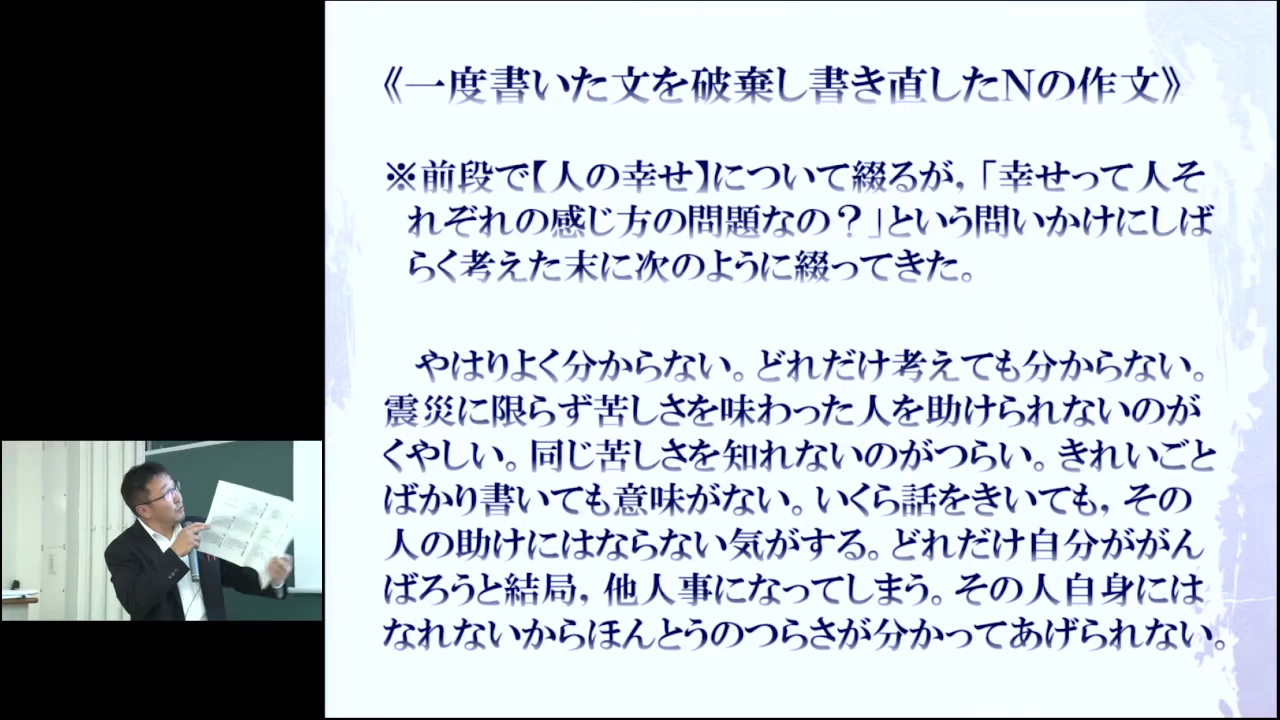 《一度書いた文を破棄し書き直したNの作文》
※前段で【人の幸せ】について綴るが，「幸せって人そ
れぞれの感じ方の問題なの？」という問いかけにしば
らく考えた末に次のように綴ってきた。
やはりよく分からない。どれだけ考えても分からない。
震災に限らず苦しさを味わった人を助けられないのが
くやしい。同じ苦しさを知れないのがつらい。きれいごと
ばかり書いても意味がない。いくら話をきいても，その
人の助けにはならない気がする。どれだけ自分ががん
ばろうと結局，他人事になってしまう。その人自身には
なれないからほんとうのつらさが分かってあげられない。